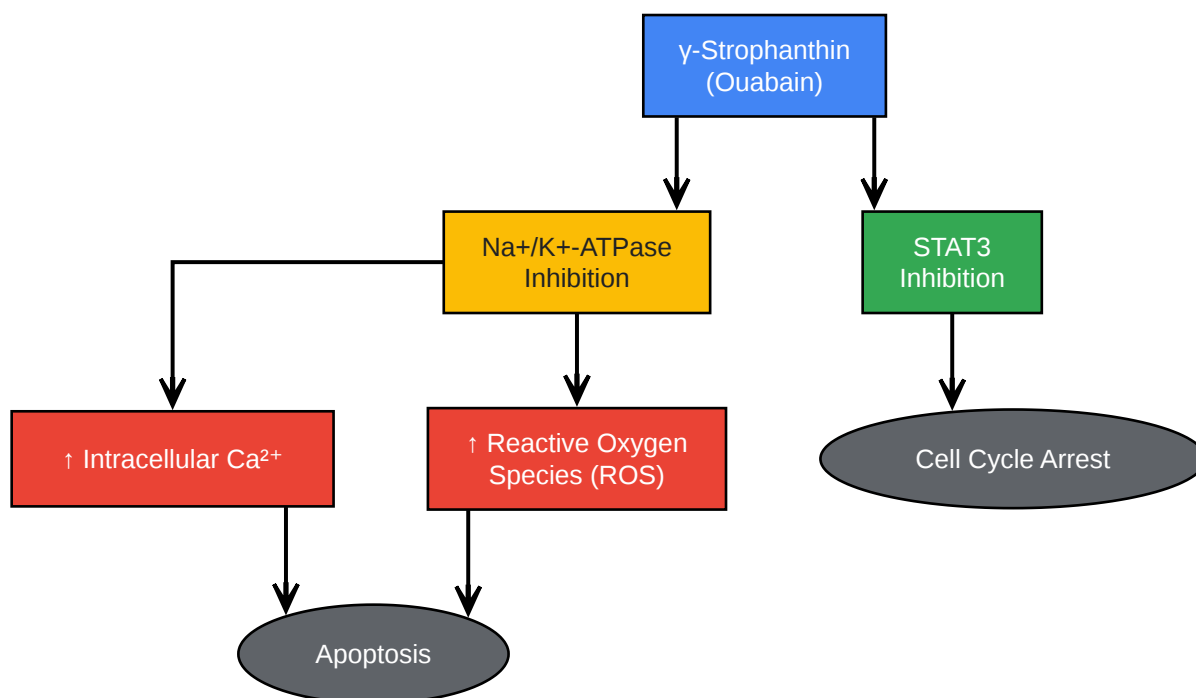 γ-Strophanthin
(Ouabain)
Na+/K+-ATPase
Inhibition
STAT3
Inhibition
↑ Intracellular Ca²⁺
↑ Reactive Oxygen
Species (ROS)
Cell Cycle Arrest
Apoptosis